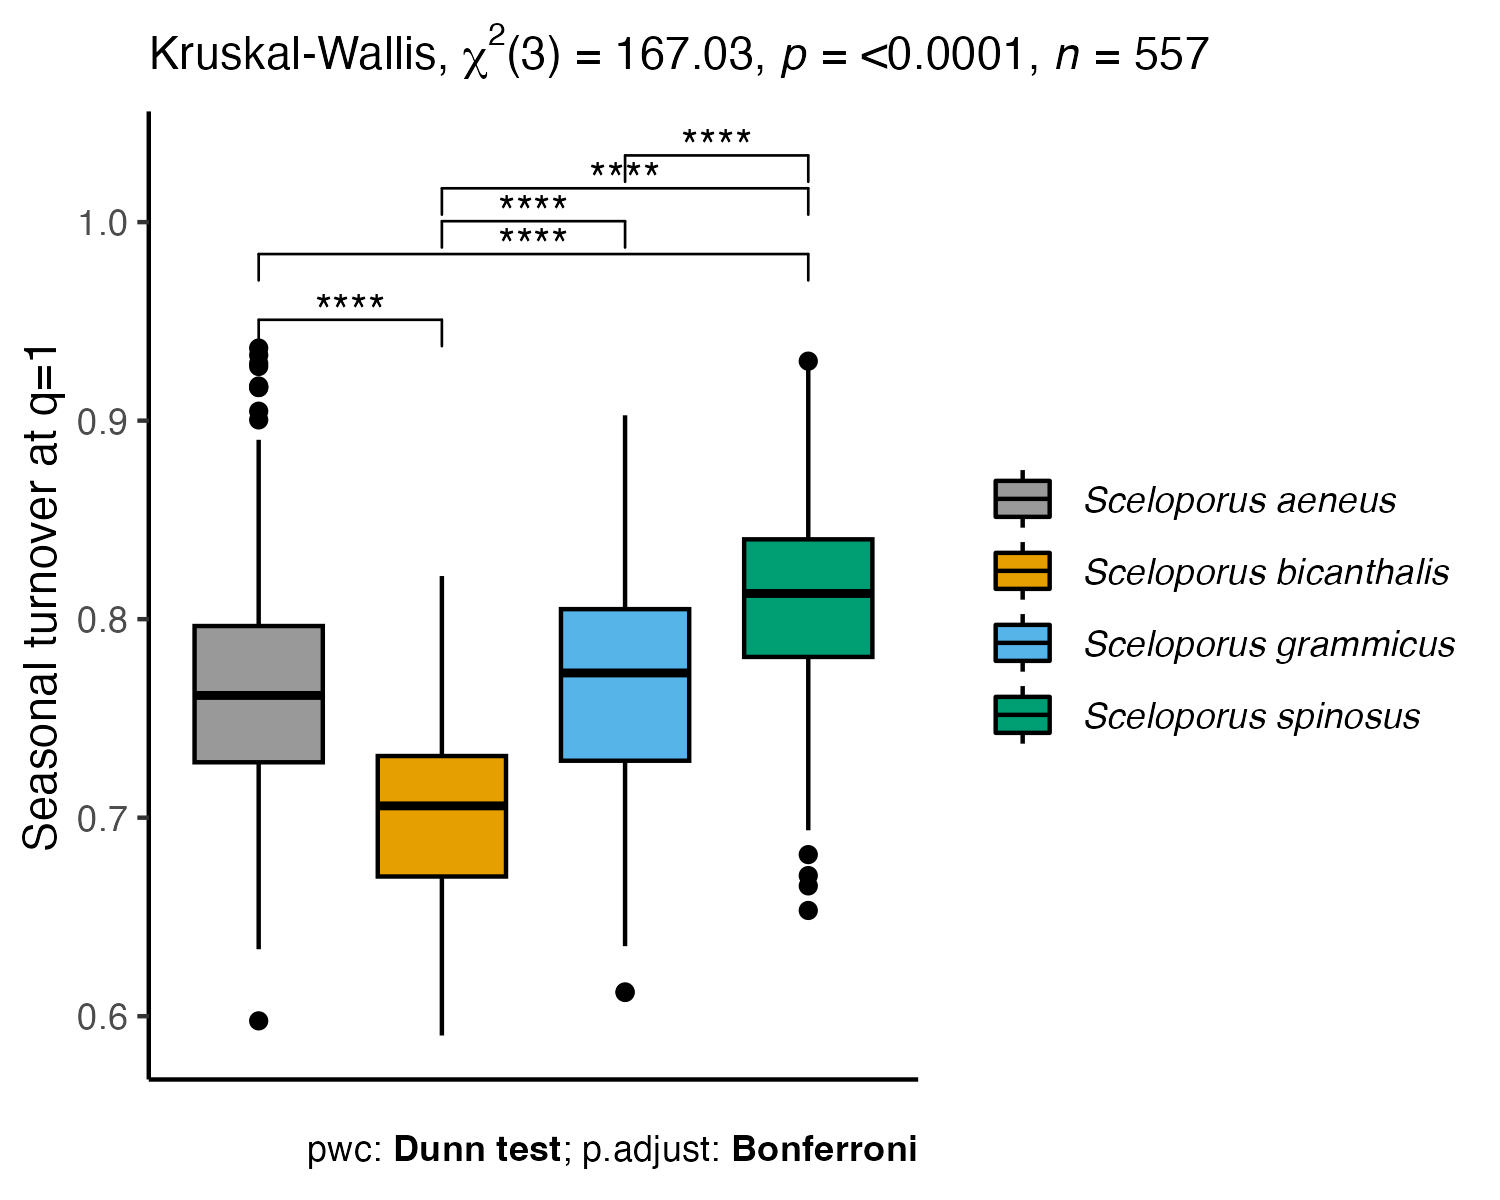 Kruskal-Wallis, χ²(3) = 167.03, p = <0.0001, n = 557
****
****
****
****
****
Seasonal turnover at q=1
1.0
0.9
0.8
0.7
0.6
Sceloporus aeneus
Sceloporus bicanthalis
Sceloporus grammicus
Sceloporus spinosus
pwc: Dunn test; p.adjust: Bonferroni